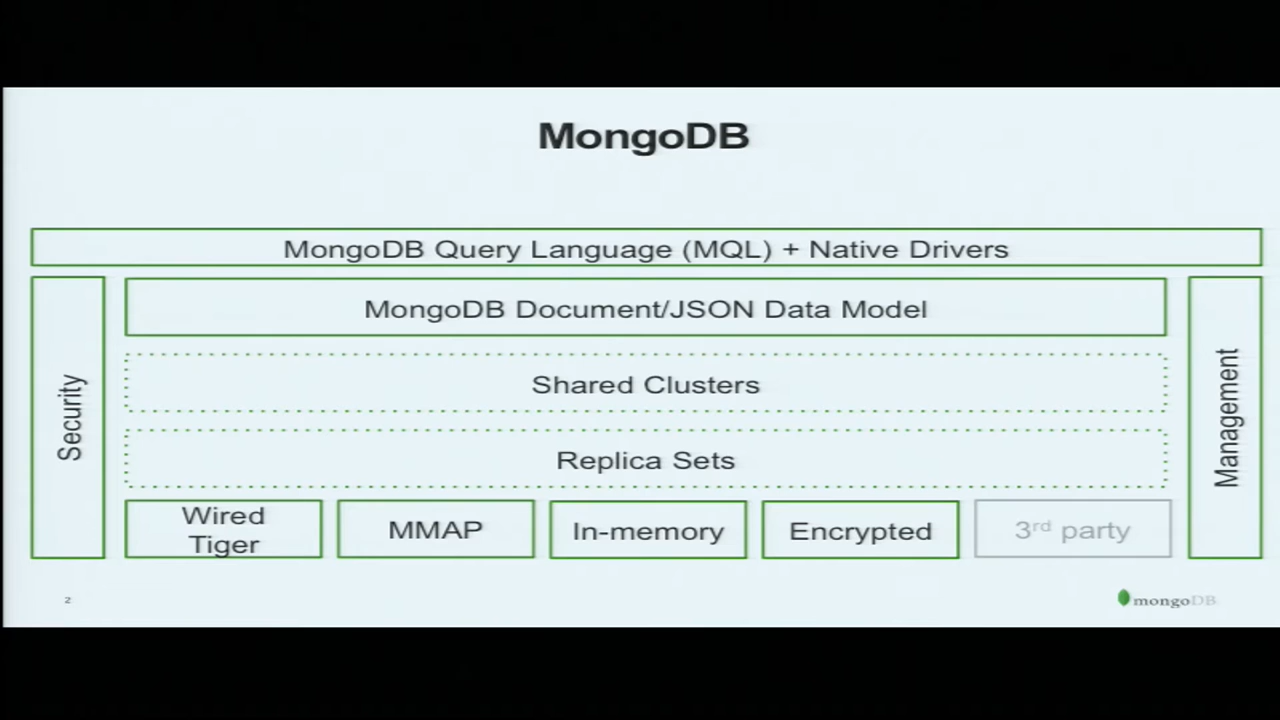 MongoDB
MongoDB Query Language (MQL) + Native Drivers
Security
MongoDB Document/JSON Data Model
Shared Clusters
Replica Sets
Wired
Tiger
MMAP
In-memory
Encrypted
3rd party
Management
2
mongoDB